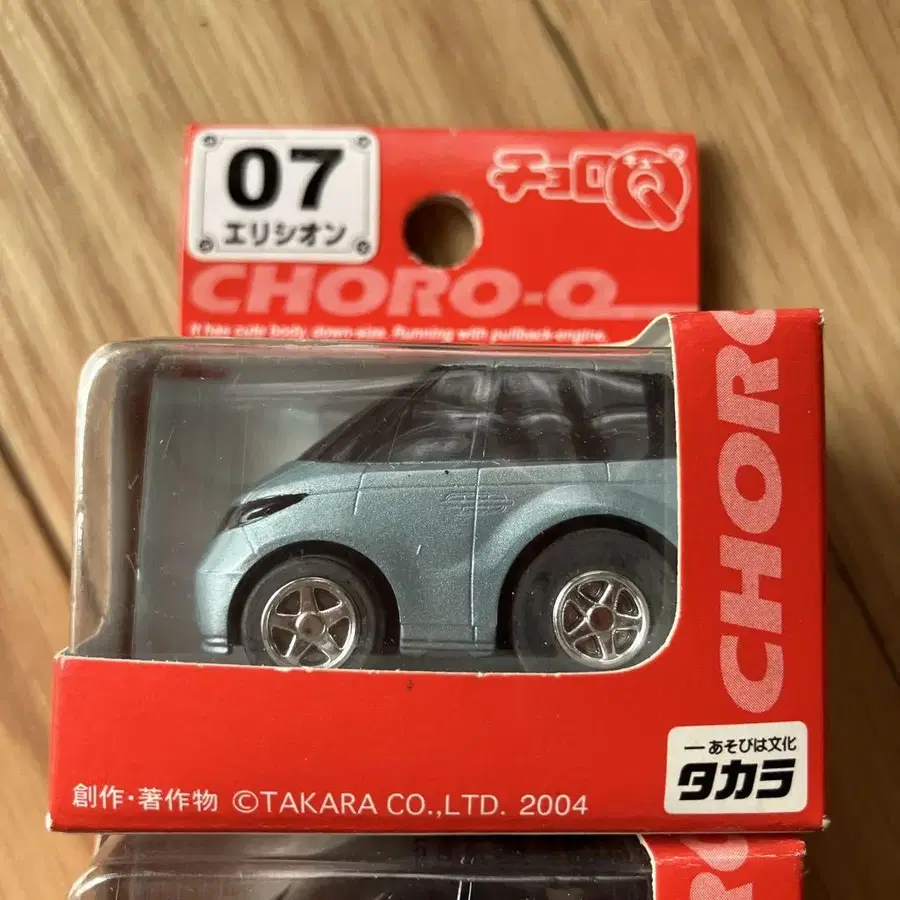 07
エリシオン
チョロQ
CHORO-Q
It has cute body, down-size. Running with pullback-engine.
CHORO
一あそびは文化
タカラ
創作・著作物 ©TAKARA CO.,LTD. 2004
CHORO